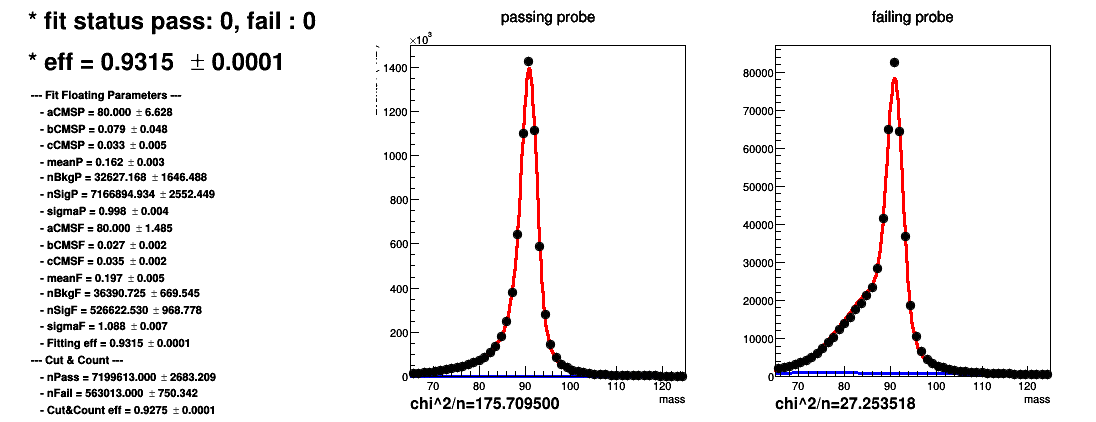 * fit status pass: 0, fail : 0
* eff = 0.9315 ± 0.0001
--- Fit Floating Parameters ---
- aCMSP = 80.000 ± 6.628
- bCMSP = 0.079 ± 0.048
- cCMSP = 0.033 ± 0.005
- meanP = 0.162 ± 0.003
- nBkgP = 32627.168 ± 1646.488
- nSigP = 7166894.934 ± 2552.449
- sigmaP = 0.998 ± 0.004
- aCMSF = 80.000 ± 1.485
- bCMSF = 0.027 ± 0.002
- cCMSF = 0.035 ± 0.002
- meanF = 0.197 ± 0.005
- nBkgF = 36390.725 ± 669.545
- nSigF = 526622.530 ± 968.778
- sigmaF = 1.088 ± 0.007
- Fitting eff = 0.9315 ± 0.0001
--- Cut & Count ---
- nPass = 7199613.000 ± 2683.209
- nFail = 563013.000 ± 750.342
- Cut&Count eff = 0.9275 ± 0.0001
passing probe
×10³
1400
1200
1000
800
600
400
200
0
70 80 90 100 110 120
mass
chi^2/n=175.709500
failing probe
80000
70000
60000
50000
40000
30000
20000
10000
0
70 80 90 100 110 120
mass
chi^2/n=27.253518